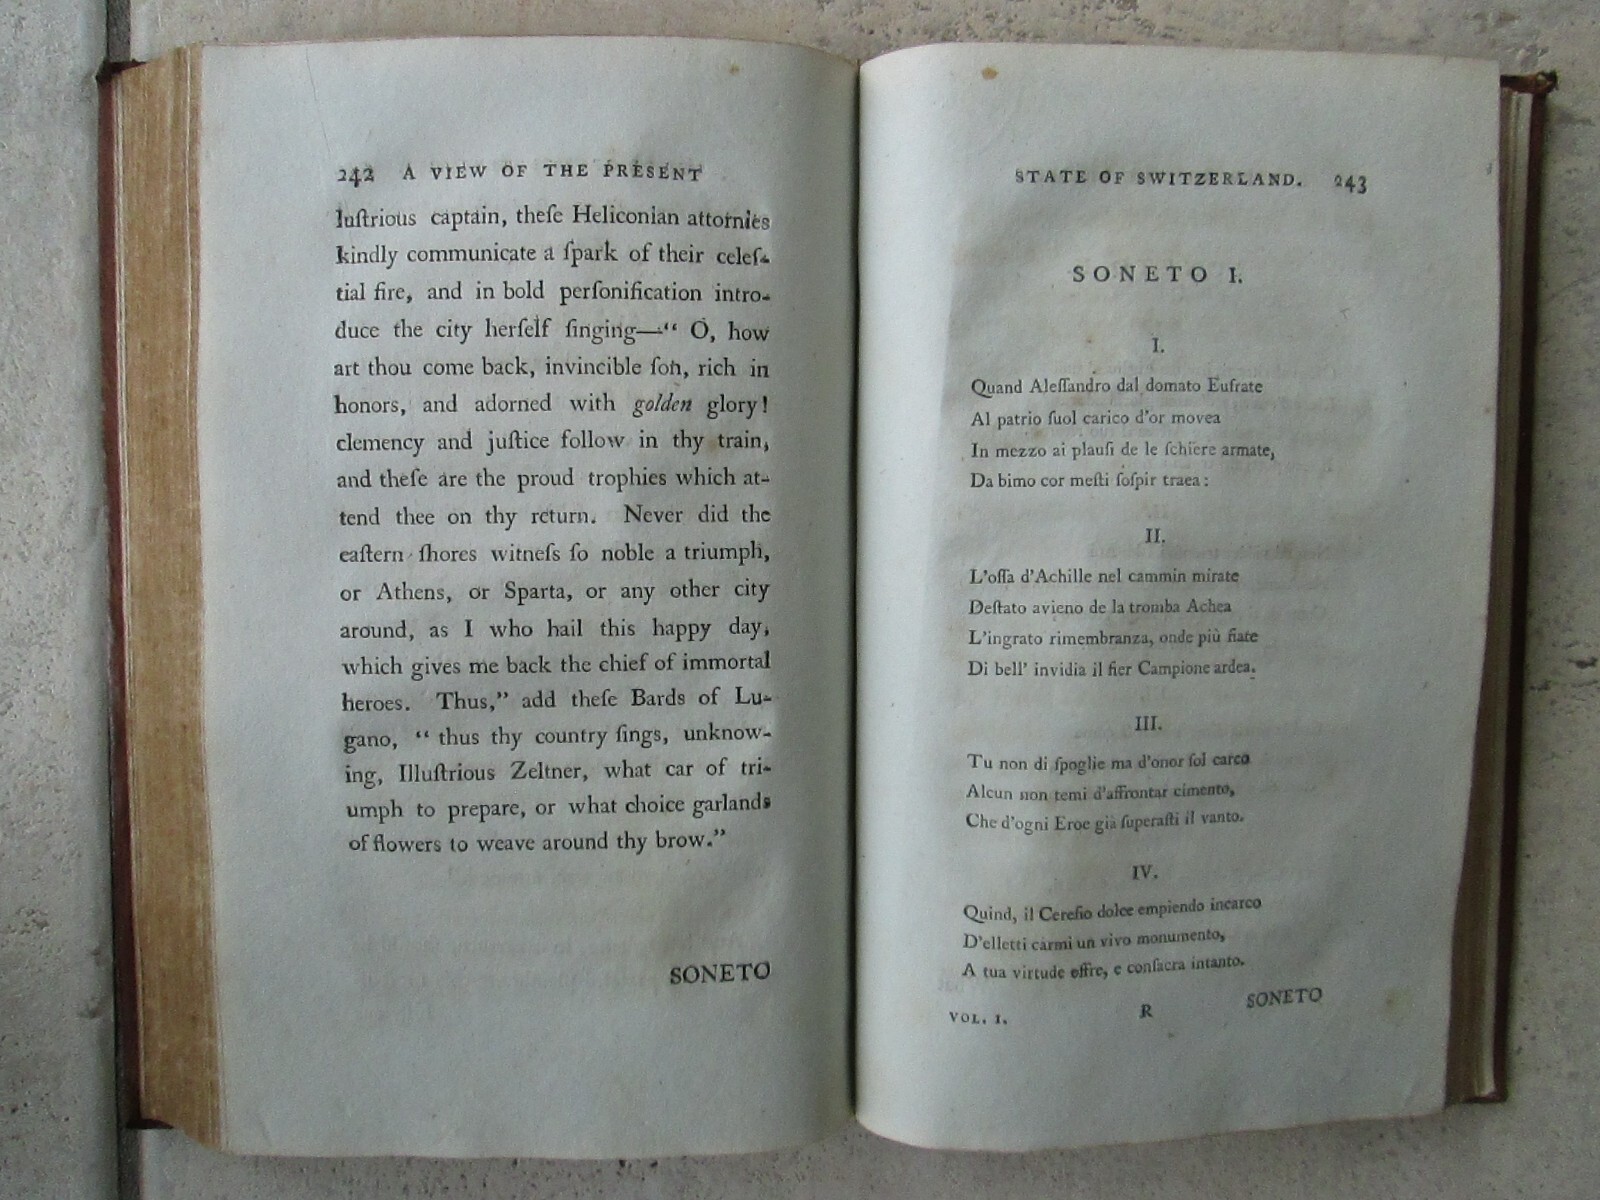 242 A VIEW OF THE PRESENT
luſtrious captain, theſe Heliconian attornies
kindly communicate a ſpark of their celeſ-
tial fire, and in bold perſonification intro-
duce the city herſelf ſinging—“ O, how
art thou come back, invincible ſon, rich in
honors, and adorned with golden glory!
clemency and juſtice follow in thy train,
and theſe are the proud trophies which at-
tend thee on thy return. Never did the
eaſtern ſhores witneſs ſo noble a triumph,
or Athens, or Sparta, or any other city
around, as I who hail this happy day,
which gives me back the chief of immortal
heroes. Thus,” add theſe Bards of Lu-
gano, “ thus thy country ſings, unknow-
ing, Illuſtrious Zeltner, what car of tri-
umph to prepare, or what choice garlands
of flowers to weave around thy brow.”
SONETO
STATE OF SWITZERLAND. 243
SONETO I.
I.
Quand Aleſſandro dal domato Eufrate
Al patrio ſuol carico d'or movea
In mezzo ai plauſi de le ſchiere armate,
Da bimo cor meſti ſoſpir traea:
II.
L'oſſa d'Achille nel cammin mirate
Deſtato avieno de la tromba Achea
L'ingrato rimembranza, onde più fiate
Di bell' invidia il fier Campione ardea.
III.
Tu non di ſpoglie ma d'onor ſol carco
Alcun non temi d'affrontar cimento,
Che d'ogni Eroe già ſuperaſti il vanto.
IV.
Quind, il Cereſio dolce empiendo incarco
D'elletti carmi un vivo monumento,
A tua virtude offre, e conſacra intanto.
VOL. I. R SONETO